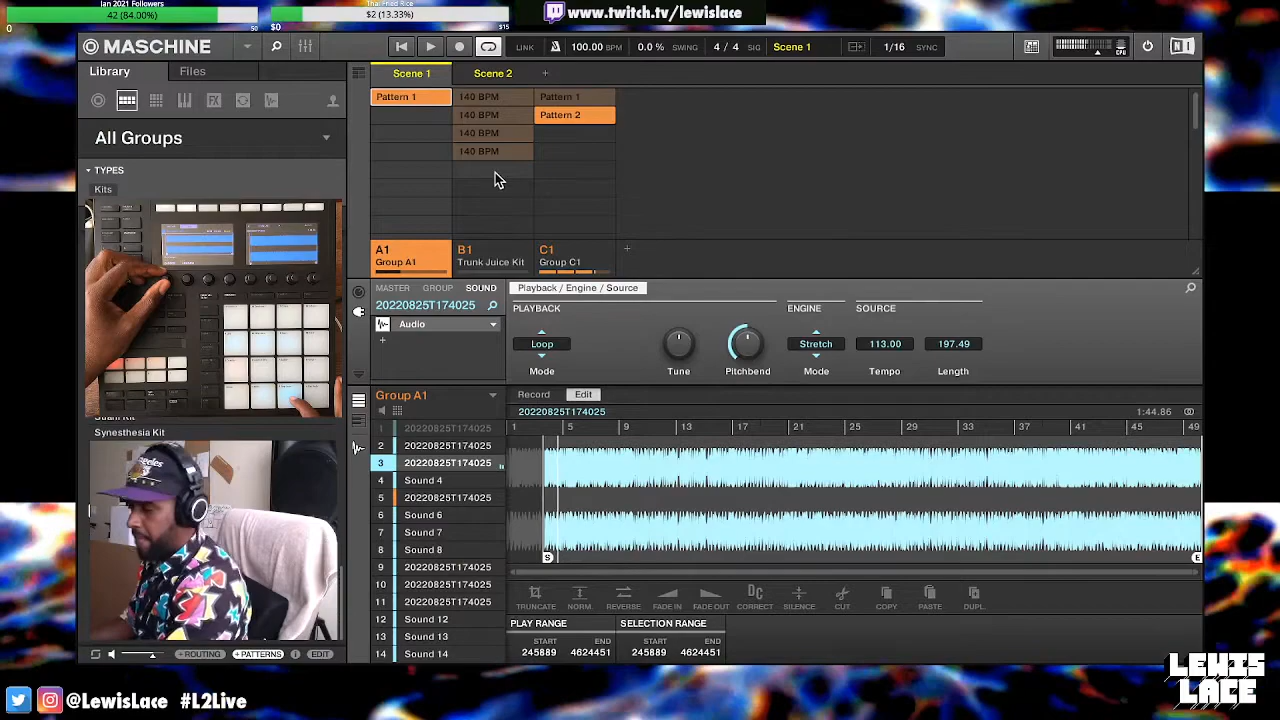 Jan 2021 Followers
42 (84.00%)
0
50
Thai Fried Rice
$2 (13.33%)
$0
$15
www.twitch.tv/lewislace
MASCHINE
LINK
100.00 BPM
0.0 % SWING
4 / 4 SIG
Scene 1
1/16 SYNC
Library
Files
Scene 1
Scene 2
+
Pattern 1
140 BPM
Pattern 1
140 BPM
Pattern 2
140 BPM
140 BPM
All Groups
TYPES
Kits
A1
Group A1
B1
Trunk Juice Kit
C1
Group C1
+
MASTER GROUP SOUND
20220825T174025
Audio
+
Playback / Engine / Source
PLAYBACK
ENGINE
SOURCE
Loop
Stretch
113.00
197.49
Mode
Tune
Pitchbend
Mode
Tempo
Length
Group A1
Record
Edit
20220825T174025
1:44.86
1 5 9 13 17 21 25 29 33 37 41 45 49
1 20220825T174025
2 20220825T174025
3 20220825T174025
4 Sound 4
5 20220825T174025
6 Sound 6
7 Sound 7
8 Sound 8
9 20220825T174025
10 20220825T174025
11 20220825T174025
12 Sound 12
13 Sound 13
14 Sound 14
S
E
TRUNCATE NORM. REVERSE FADE IN FADE OUT CORRECT SILENCE CUT COPY PASTE DUPL.
PLAY RANGE
SELECTION RANGE
START END START END
245889 4624451 245889 4624451
Synesthesia Kit
+ROUTING
+PATTERNS
EDIT
@LewisLace #L2Live
LEWIS
LACE